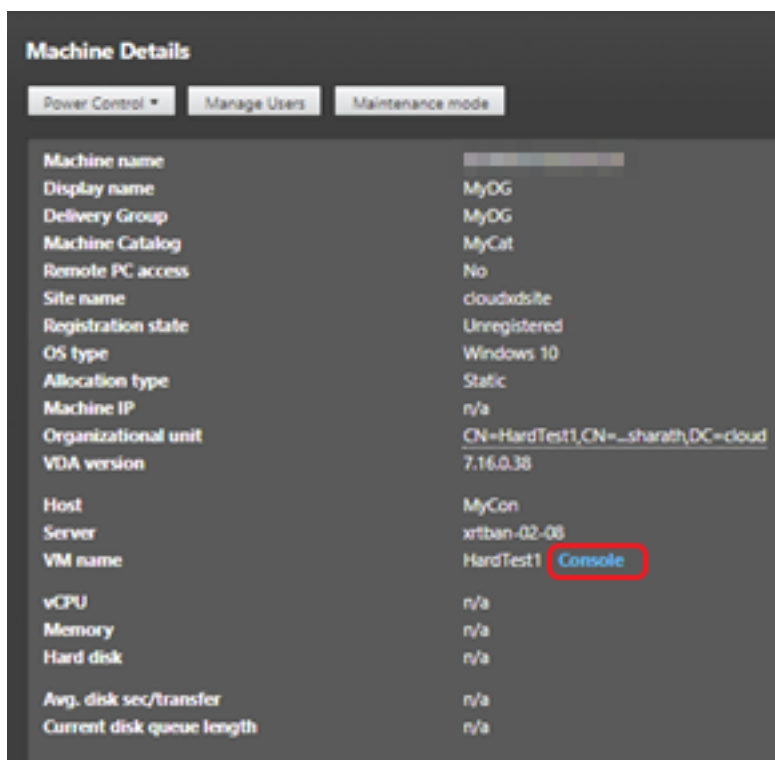 Machine Details
Power Control Manage Users Maintenance mode
Machine name
Display name MyDG
Delivery Group MyDG
Machine Catalog MyCat
Remote PC access No
Site name cloudxdsite
Registration state Unregistered
OS type Windows 10
Allocation type Static
Machine IP n/a
Organizational unit CN=HardTest1,CN=...sharath,DC=cloud
VDA version 7.16.0.38
Host MyCon
Server xrtban-02-08
VM name HardTest1 Console
vCPU n/a
Memory n/a
Hard disk n/a
Avg. disk sec/transfer n/a
Current disk queue length n/a